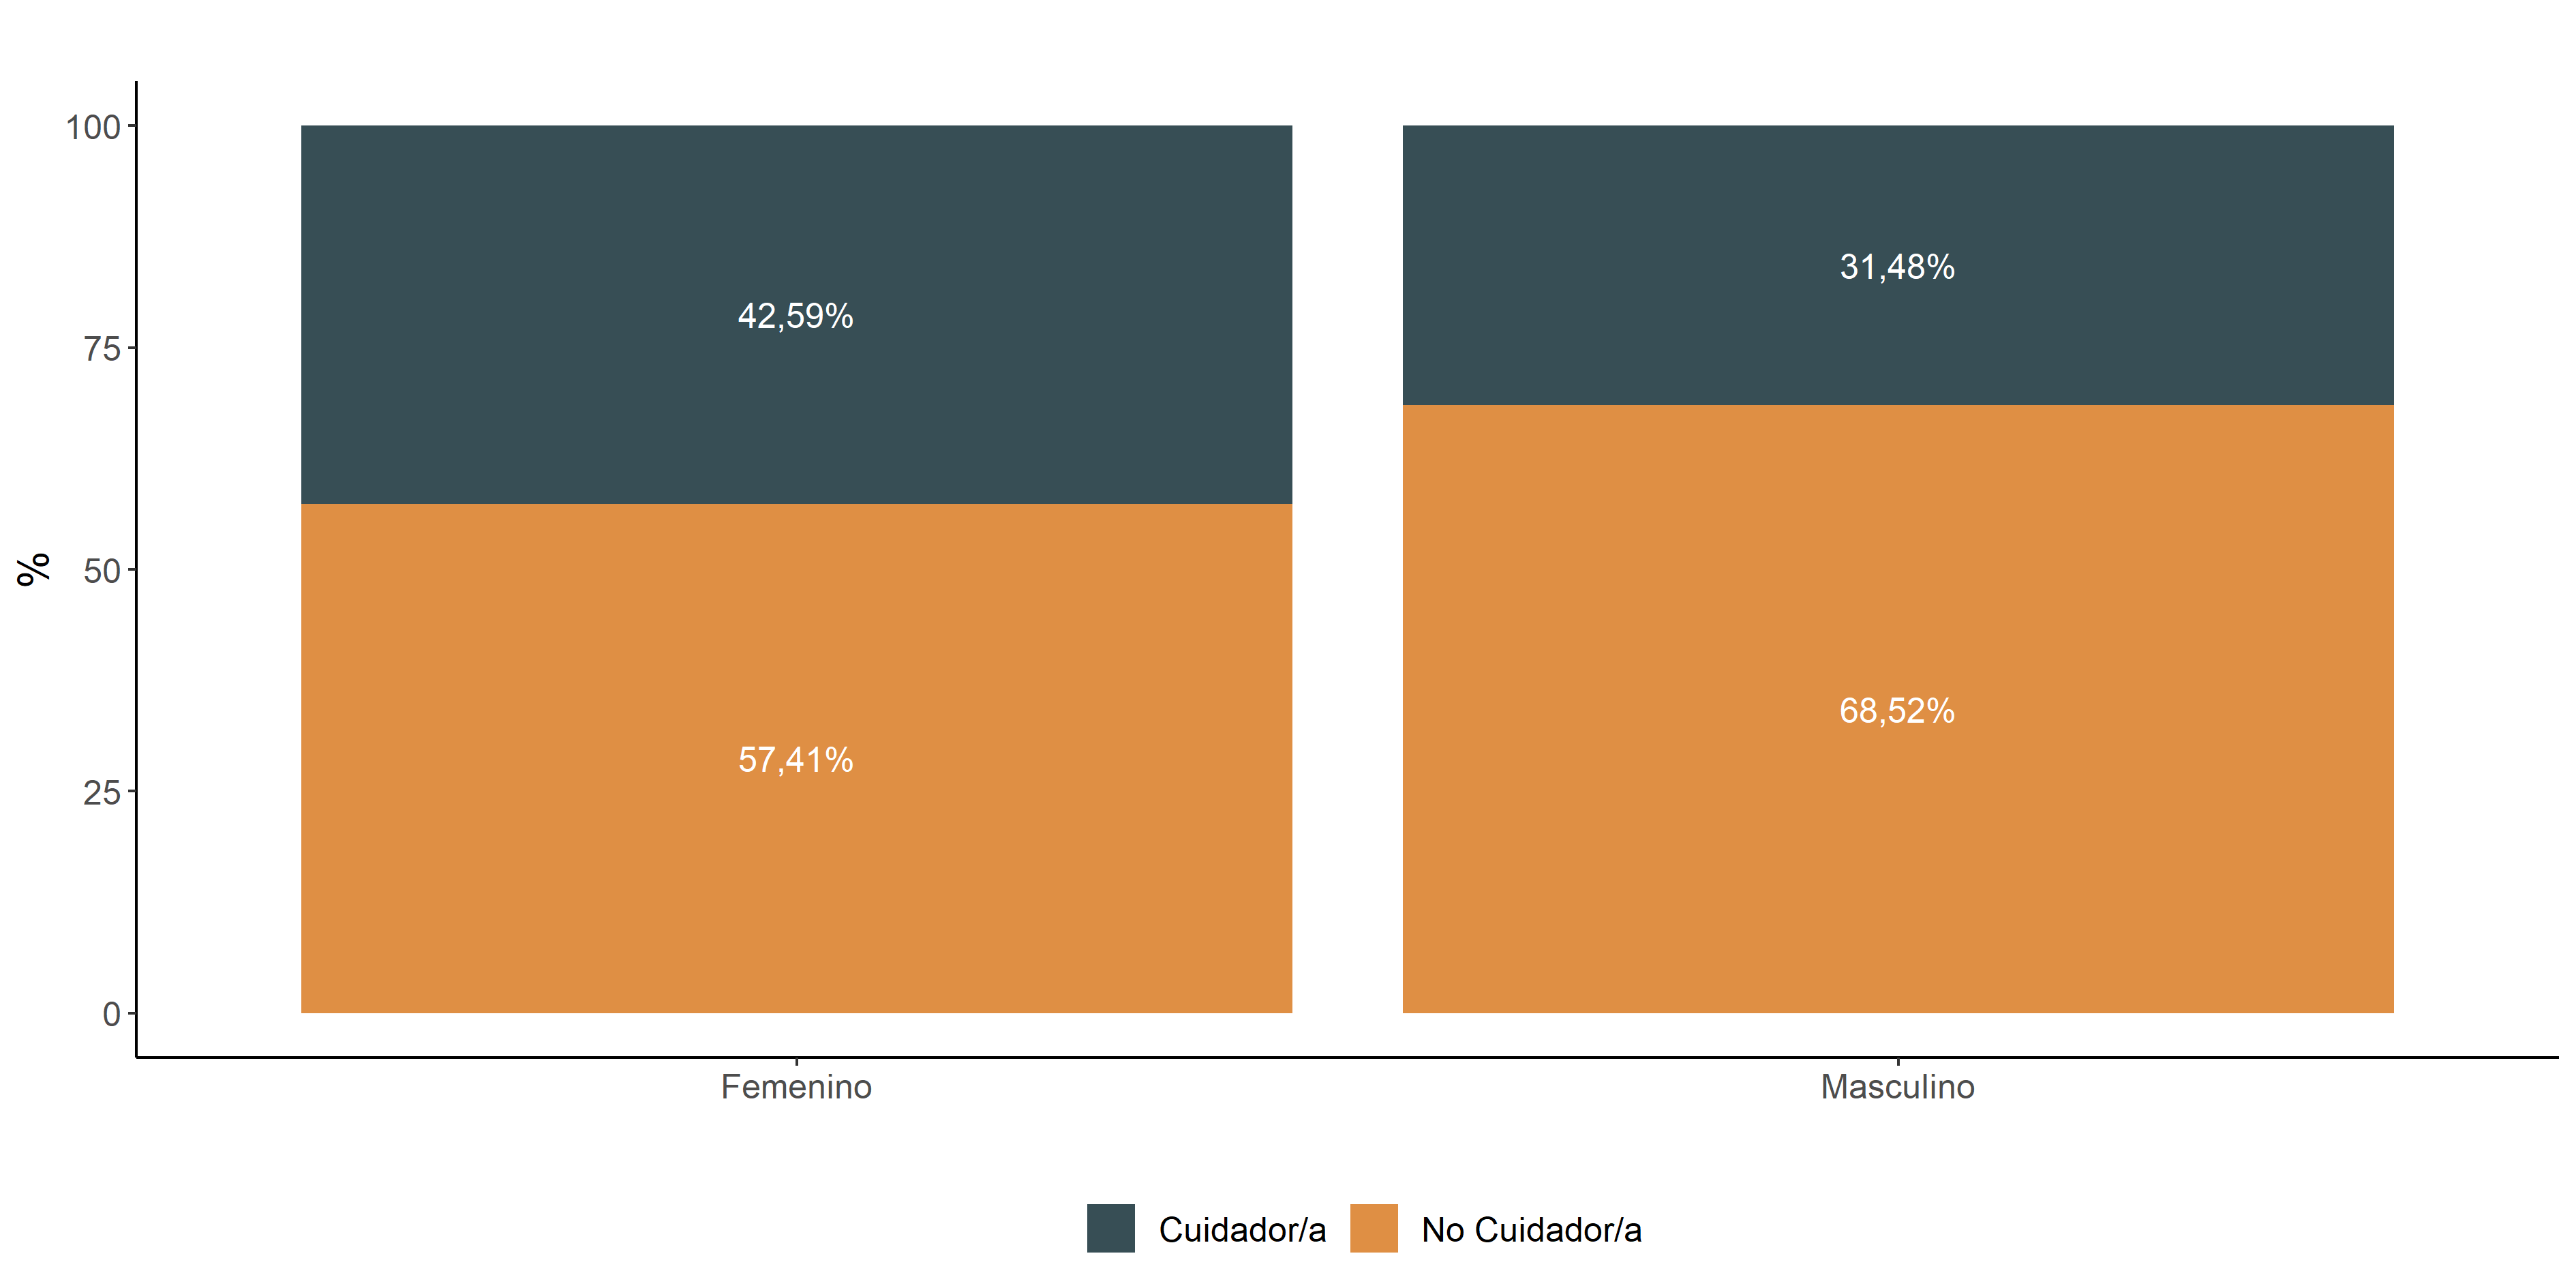 %
100
75
50
25
0
42,59%
31,48%
57,41%
68,52%
Femenino
Masculino
Cuidador/a
No Cuidador/a